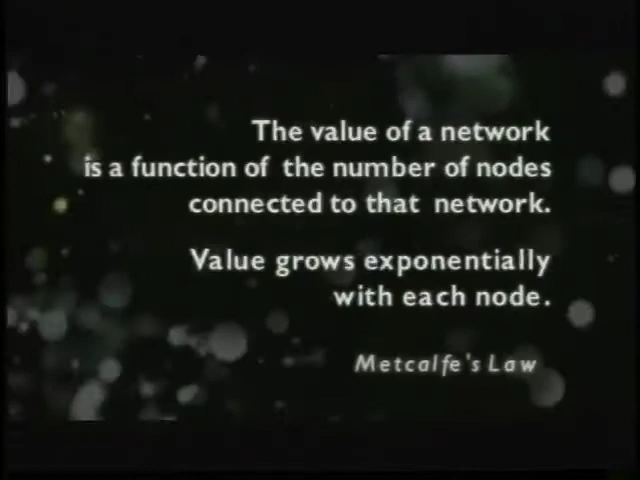 The value of a network
is a function of the number of nodes
connected to that network.
Value grows exponentially
with each node.
Metcalfe's Law